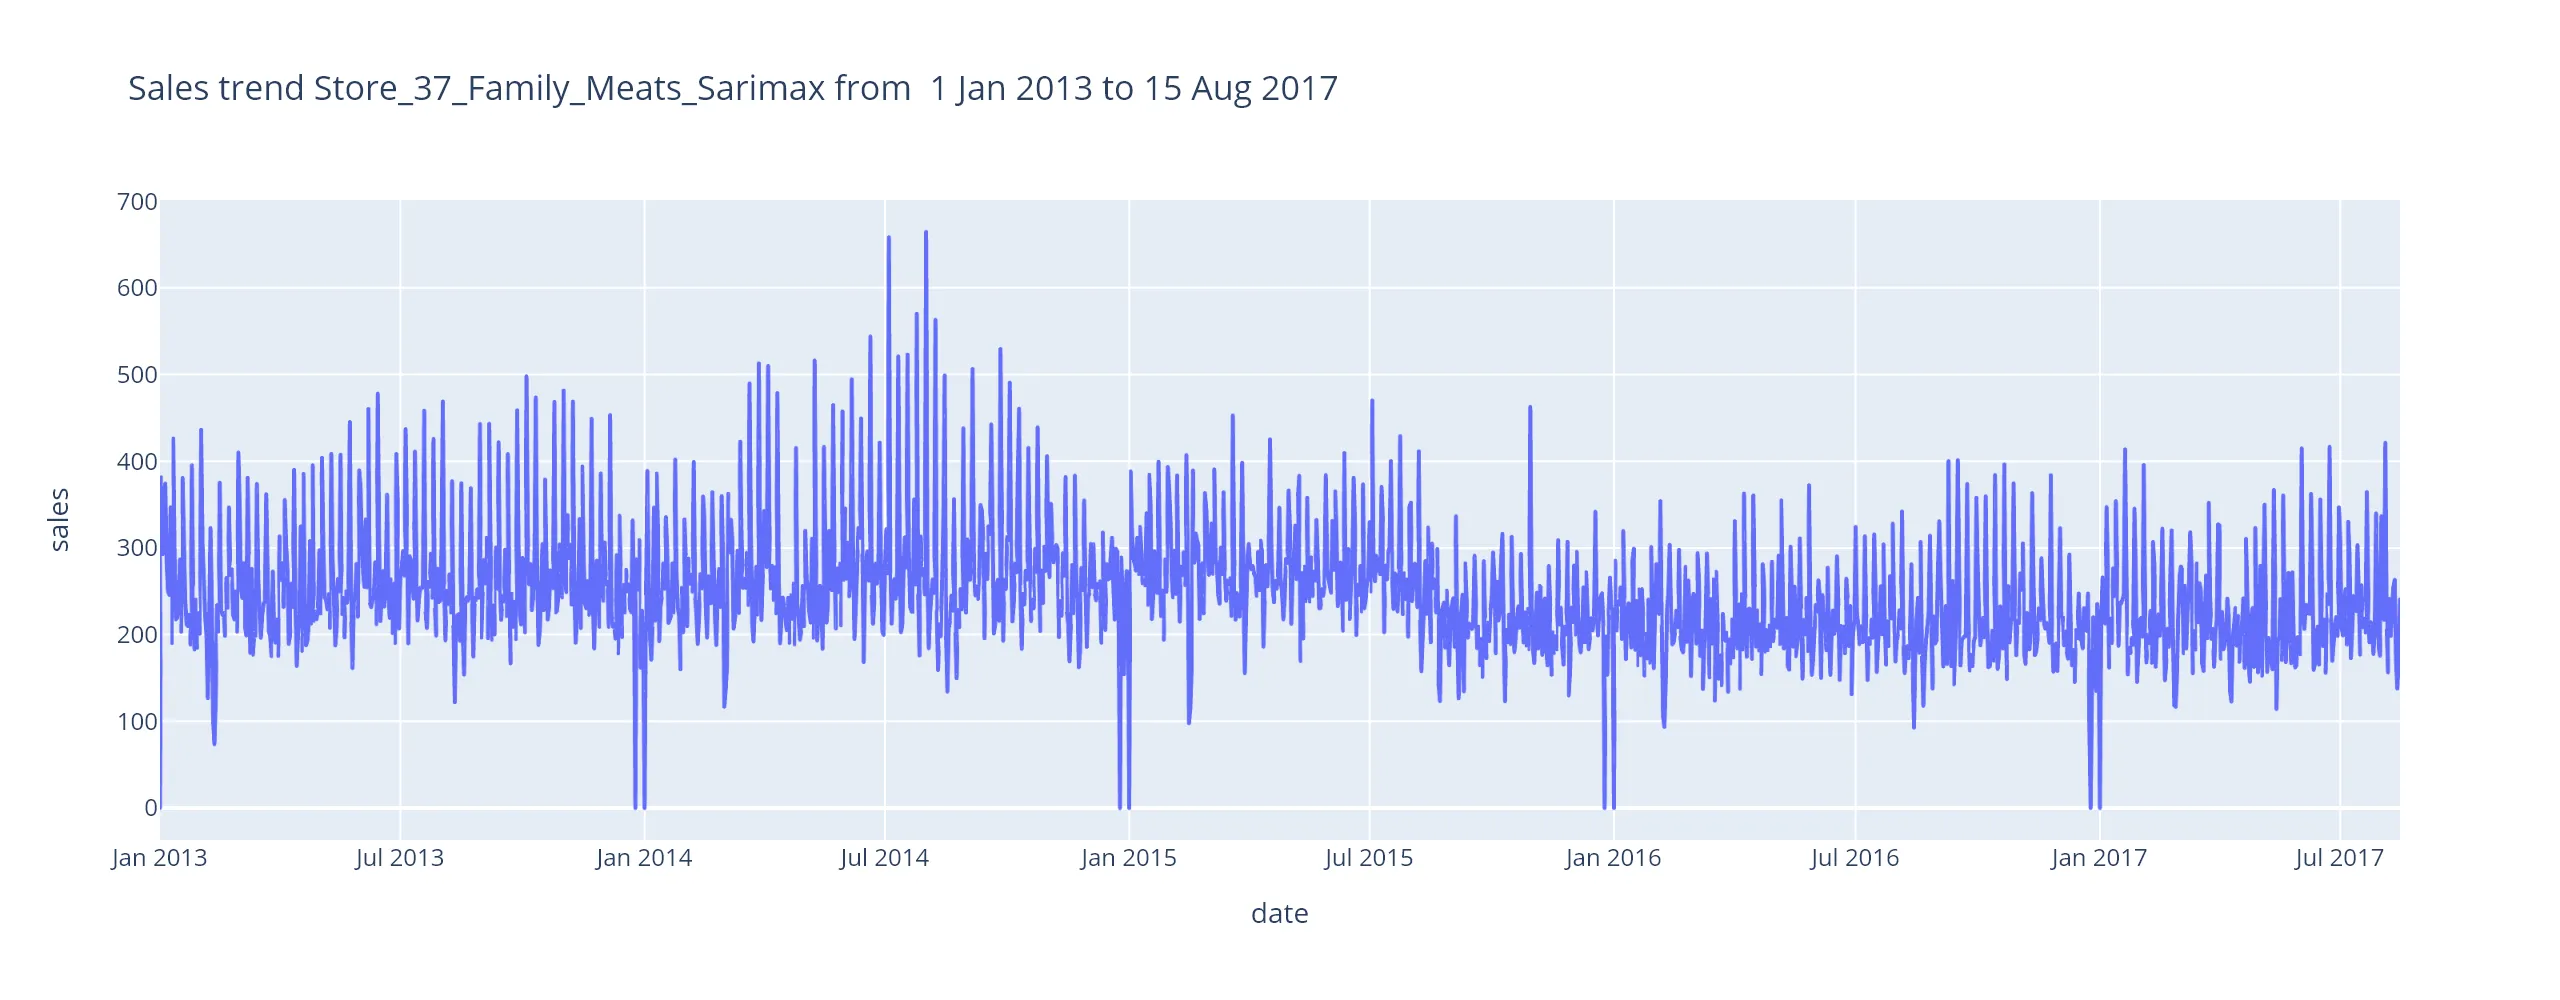 Sales trend Store_37_Family_Meats_Sarimax from  1 Jan 2013 to 15 Aug 2017
700
600
500
400
300
200
100
0
sales
Jan 2013
Jul 2013
Jan 2014
Jul 2014
Jan 2015
Jul 2015
Jan 2016
Jul 2016
Jan 2017
Jul 2017
date